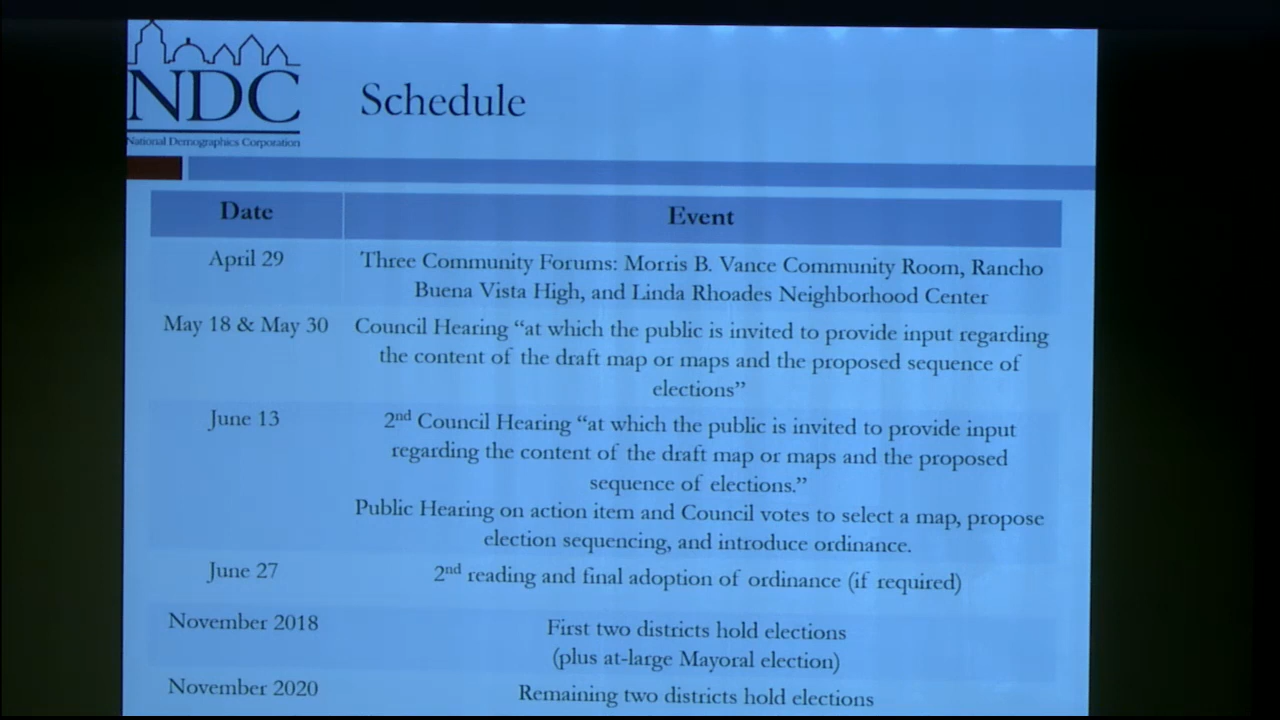 NDC
National Demographics Corporation
Schedule
Date
Event
April 29
Three Community Forums: Morris B. Vance Community Room, Rancho
Buena Vista High, and Linda Rhoades Neighborhood Center
May 18 & May 30
Council Hearing “at which the public is invited to provide input regarding
the content of the draft map or maps and the proposed sequence of
elections”
June 13
2nd Council Hearing “at which the public is invited to provide input
regarding the content of the draft map or maps and the proposed
sequence of elections.”
Public Hearing on action item and Council votes to select a map, propose
election sequencing, and introduce ordinance.
June 27
2nd reading and final adoption of ordinance (if required)
November 2018
First two districts hold elections
(plus at-large Mayoral election)
November 2020
Remaining two districts hold elections